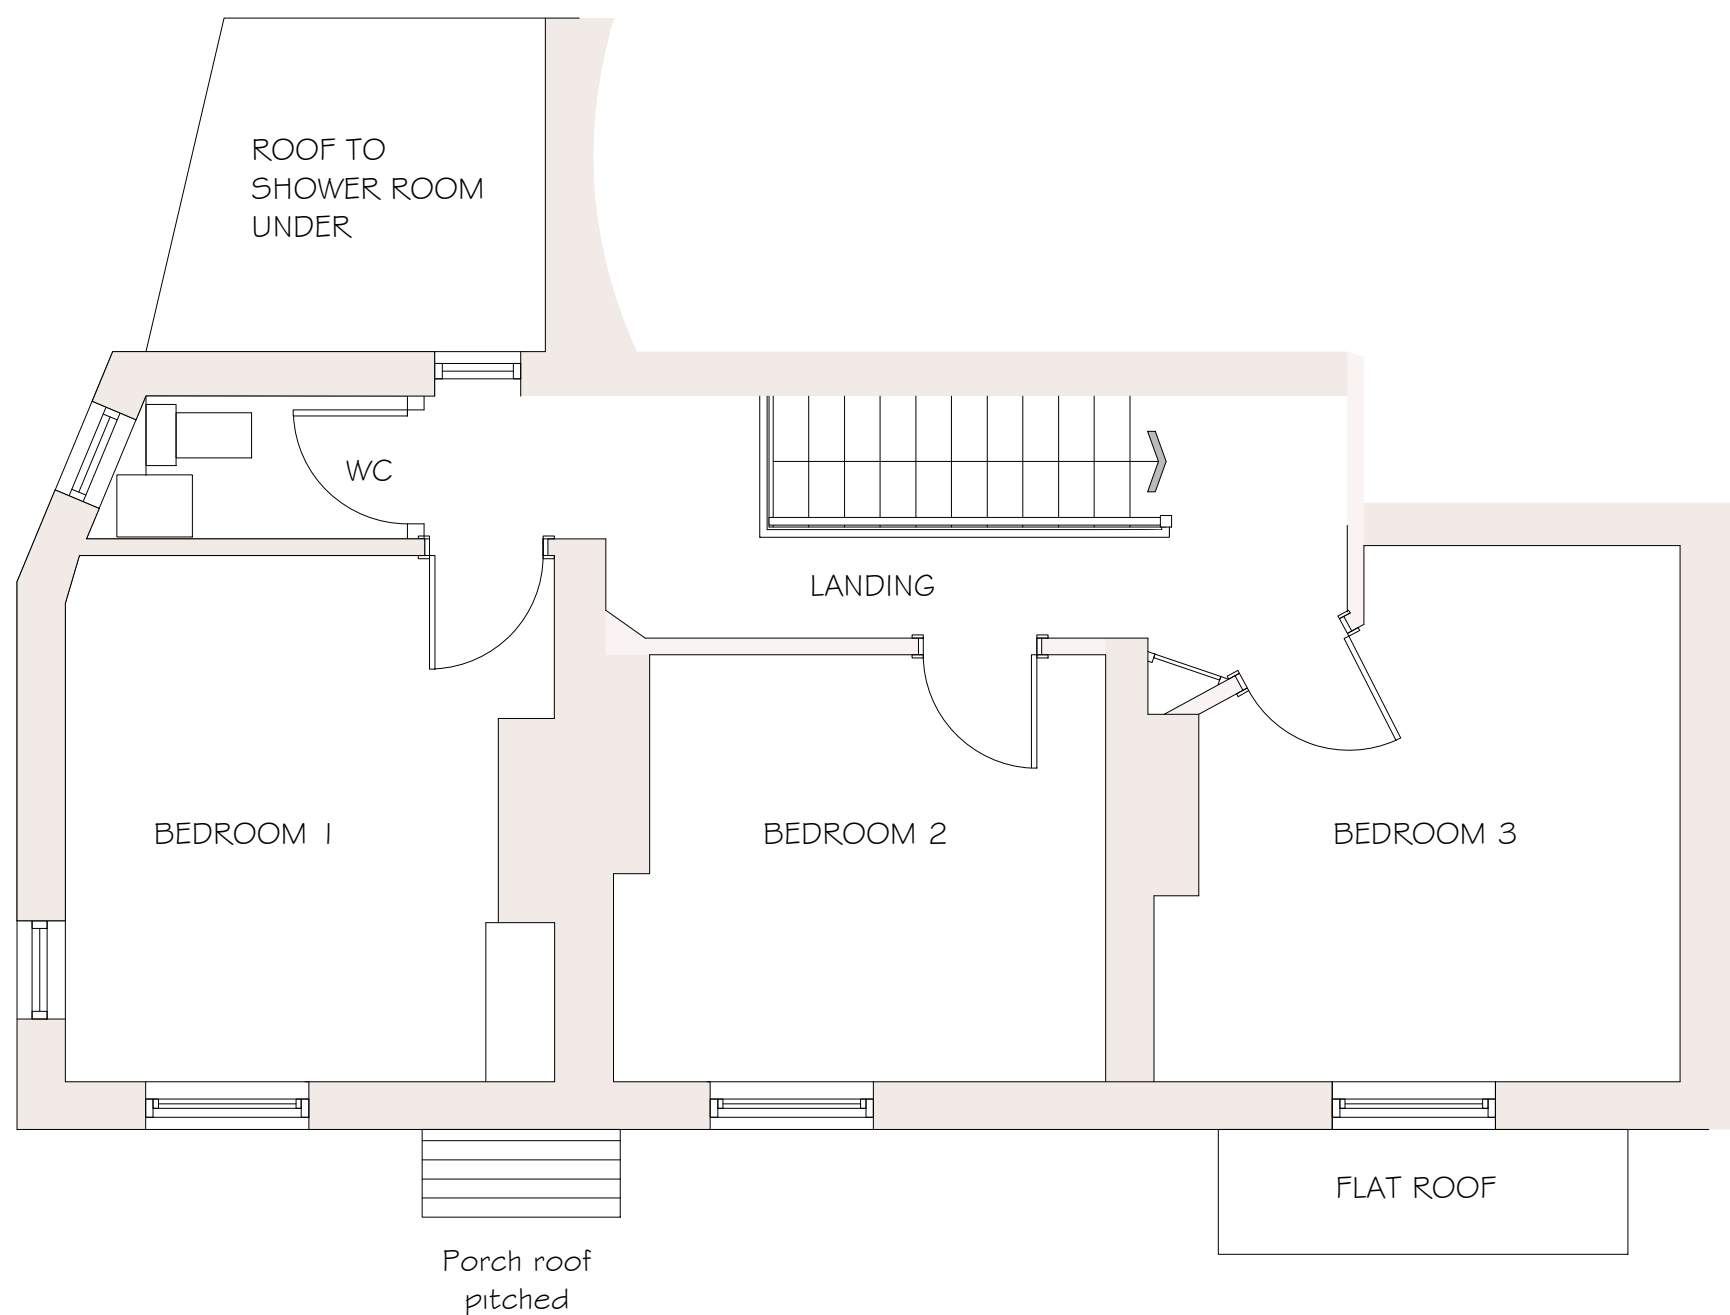 ROOF TO
SHOWER ROOM
UNDER
WC
LANDING
BEDROOM 1
BEDROOM 2
BEDROOM 3
FLAT ROOF
Porch roof
pitched